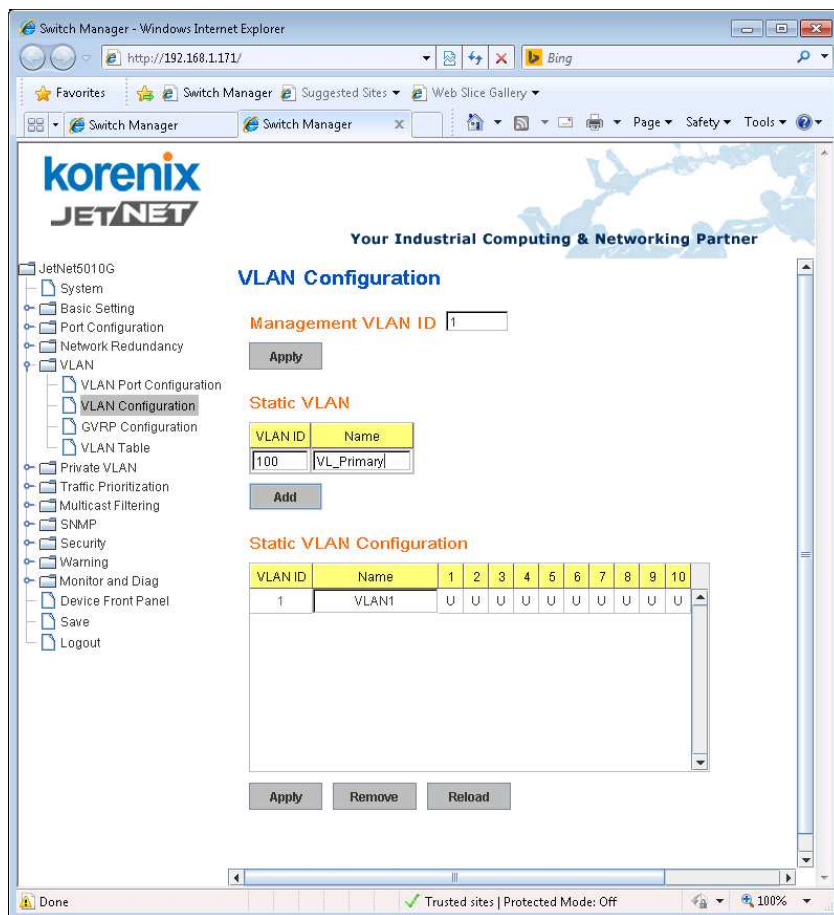 Switch Manager - Windows Internet Explorer
http://192.168.1.171/
Bing
Favorites Switch Manager Suggested Sites Web Slice Gallery
Switch Manager Switch Manager Page Safety Tools
korenix
JETNET
Your Industrial Computing & Networking Partner
JetNet5010G
System
Basic Setting
Port Configuration
Network Redundancy
VLAN
VLAN Port Configuration
VLAN Configuration
GVRP Configuration
VLAN Table
Private VLAN
Traffic Prioritization
Multicast Filtering
SNMP
Security
Warning
Monitor and Diag
Device Front Panel
Save
Logout
VLAN Configuration
Management VLAN ID 1
Apply
Static VLAN
VLAN ID Name
100 VL_Primary
Add
Static VLAN Configuration
VLAN ID Name 1 2 3 4 5 6 7 8 9 10
1 VLAN1 U U U U U U U U U U
Apply Remove Reload
Done Trusted sites | Protected Mode: Off 100%